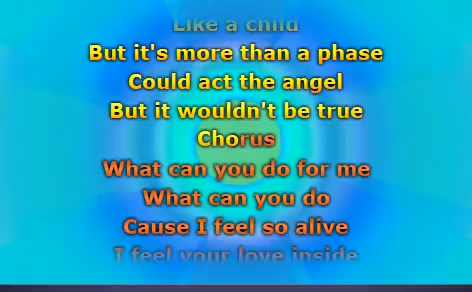 Like a child
But it's more than a phase
Could act the angel
But it wouldn't be true
Chorus
What can you do for me
What can you do
Cause I feel so alive
I feel your love inside